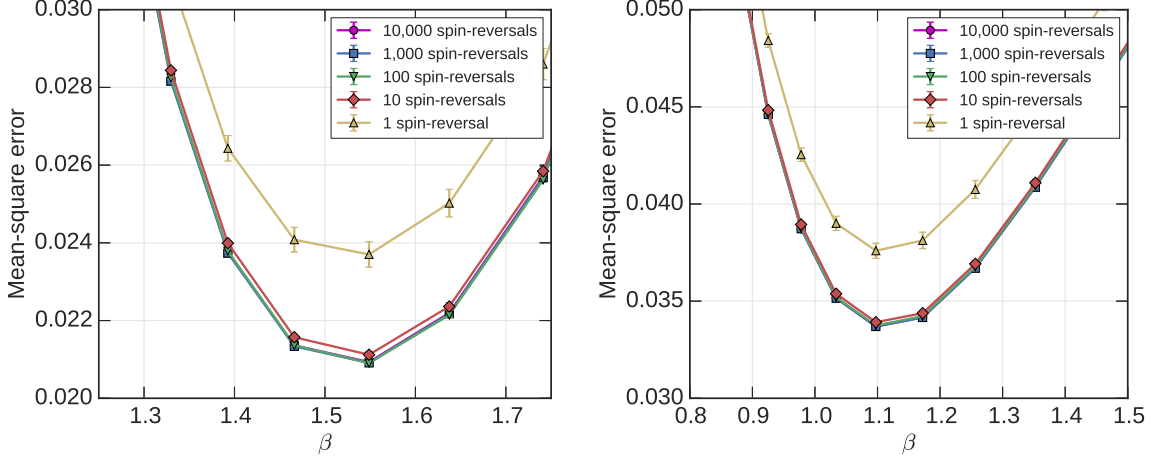 0.030
0.028
0.026
0.024
0.022
0.020
Mean-square error
1.3 1.4 1.5 1.6 1.7
β
10,000 spin-reversals
1,000 spin-reversals
100 spin-reversals
10 spin-reversals
1 spin-reversal
0.050
0.045
0.040
0.035
0.030
Mean-square error
0.8 0.9 1.0 1.1 1.2 1.3 1.4 1.5
β
10,000 spin-reversals
1,000 spin-reversals
100 spin-reversals
10 spin-reversals
1 spin-reversal